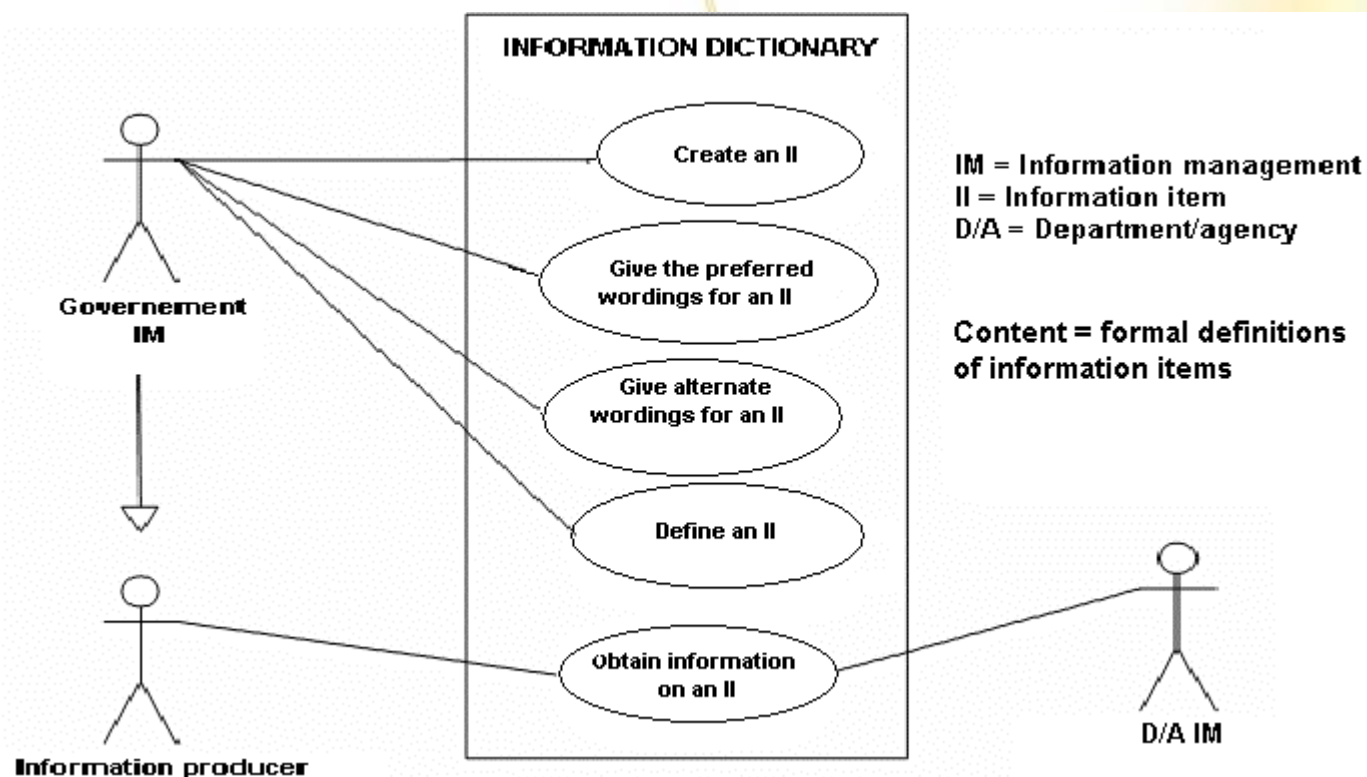 INFORMATION DICTIONARY
Create an II
Give the preferred
wordings for an II
Give alternate
wordings for an II
Define an II
Obtain information
on an II
Governement
IM
Information producer
D/A IM
IM = Information management
II = Information item
D/A = Department/agency
Content = formal definitions
of information items